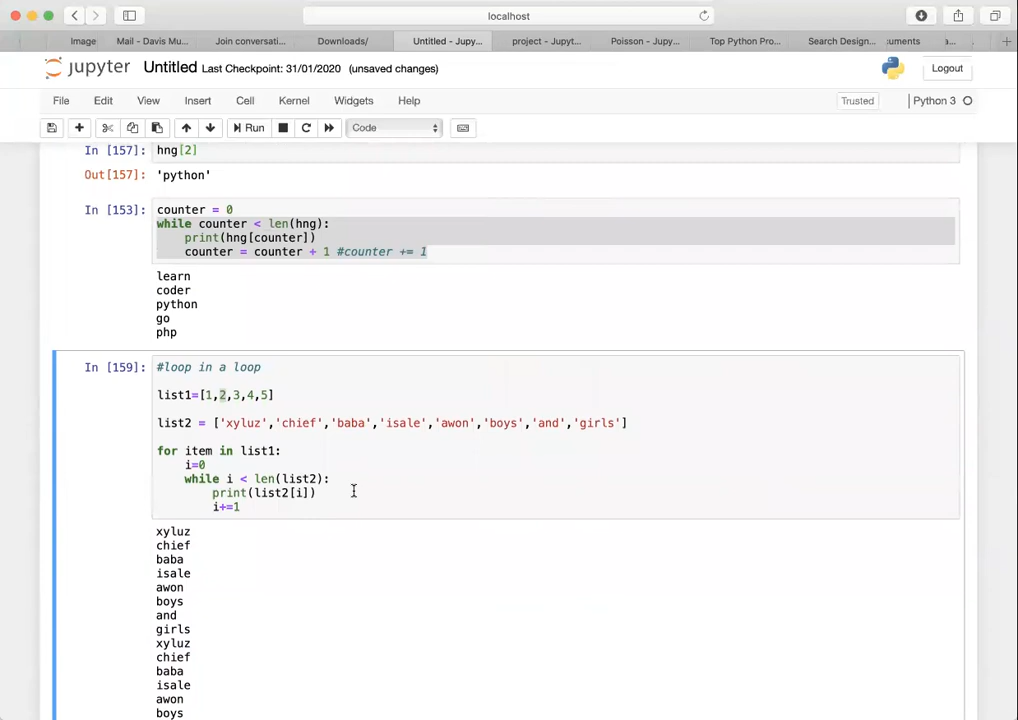 localhost
Image
Mail - Davis Mu...
Join conversati...
Downloads/
Untitled - Jupy...
project - Jupyt...
Poisson - Jupy...
Top Python Pro...
Search Design...
:uments
a...
jupyter Untitled Last Checkpoint: 31/01/2020 (unsaved changes)
Logout
File Edit View Insert Cell Kernel Widgets Help
Trusted
Python 3
Run
Code
In [157]: hng[2]
Out[157]: 'python'
In [153]: counter = 0
while counter < len(hng):
    print(hng[counter])
    counter = counter + 1 #counter += 1
learn
coder
python
go
php
In [159]: #loop in a loop
list1=[1,2,3,4,5]
list2 = ['xyluz','chief','baba','isale','awon','boys','and','girls']
for item in list1:
    i=0
    while i < len(list2):
        print(list2[i])
        i+=1
xyluz
chief
baba
isale
awon
boys
and
girls
xyluz
chief
baba
isale
awon
boys